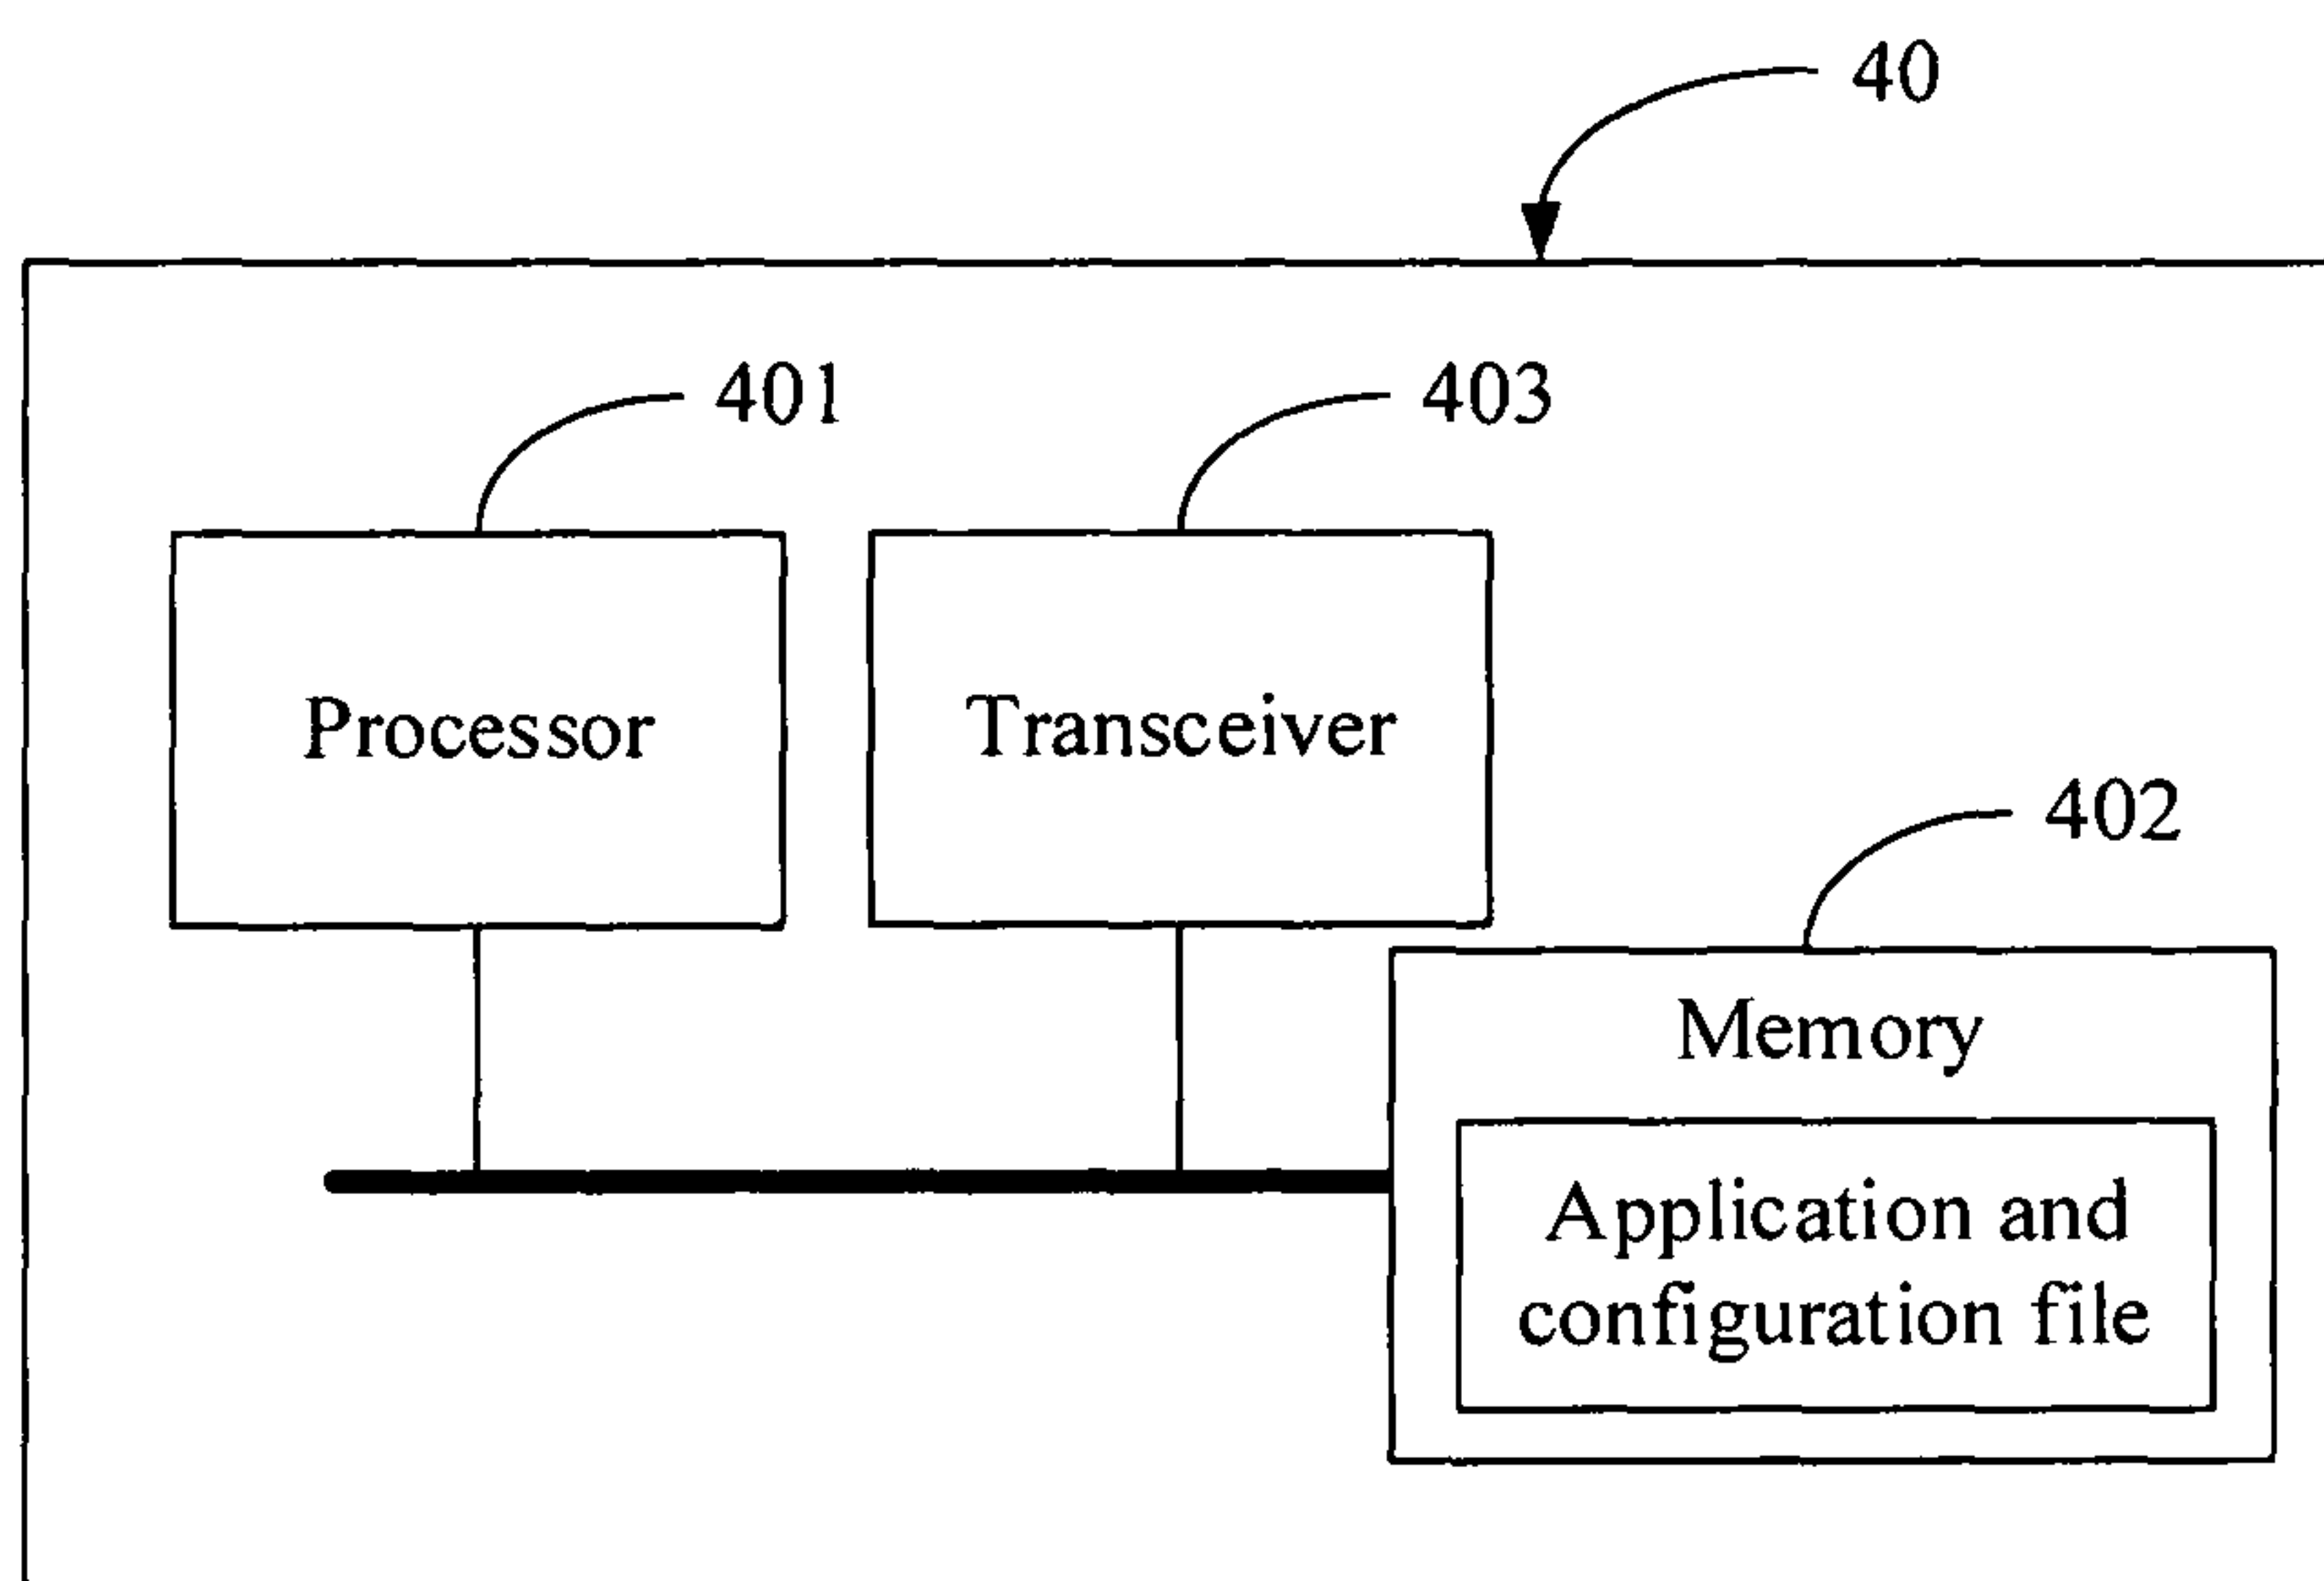 40
401
403
Processor
Transceiver
402
Memory
Application and
configuration file